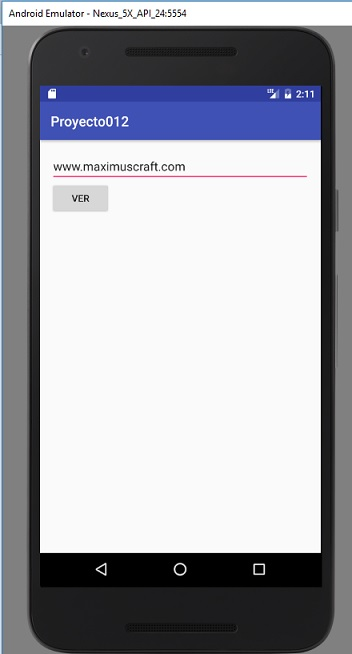 Android Emulator - Nexus_5X_API_24:5554
2:11
Proyecto012
www.maximuscraft.com
VER